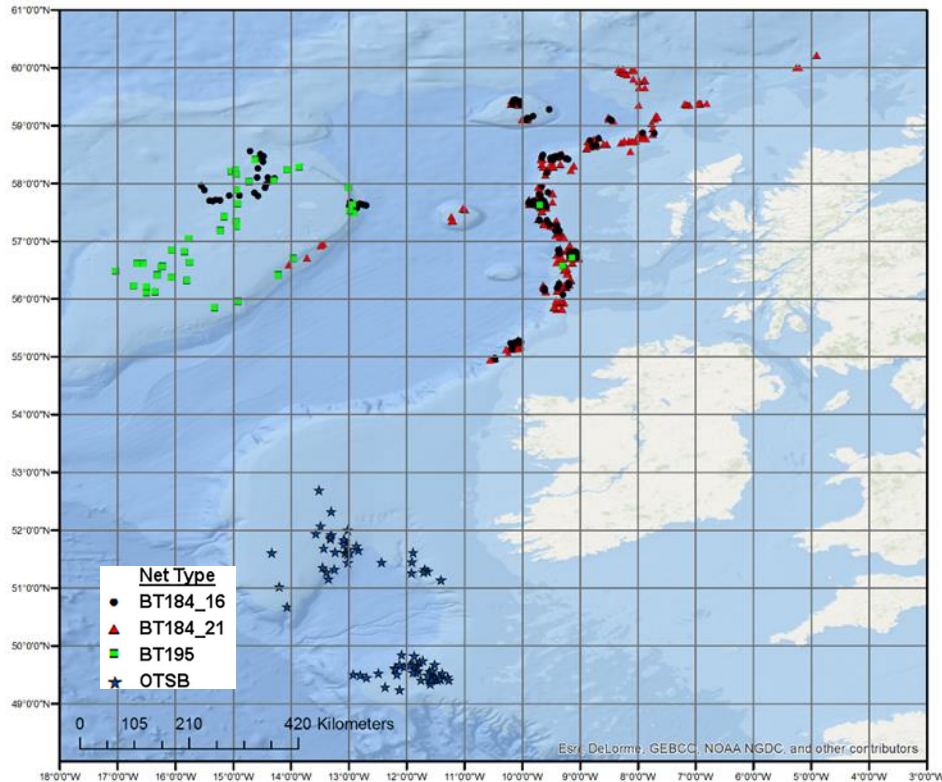 61°0'0"N
60°0'0"N
59°0'0"N
58°0'0"N
57°0'0"N
56°0'0"N
55°0'0"N
54°0'0"N
53°0'0"N
52°0'0"N
51°0'0"N
50°0'0"N
49°0'0"N
Net Type
BT184_16
BT184_21
BT195
OTSB
0 105 210 420 Kilometers
Esri, DeLorme, GEBCO, NOAA NGDC, and other contributors
18°0'0"W 17°0'0"W 16°0'0"W 15°0'0"W 14°0'0"W 13°0'0"W 12°0'0"W 11°0'0"W 10°0'0"W 9°0'0"W 8°0'0"W 7°0'0"W 6°0'0"W 5°0'0"W 4°0'0"W 3°0'0"W